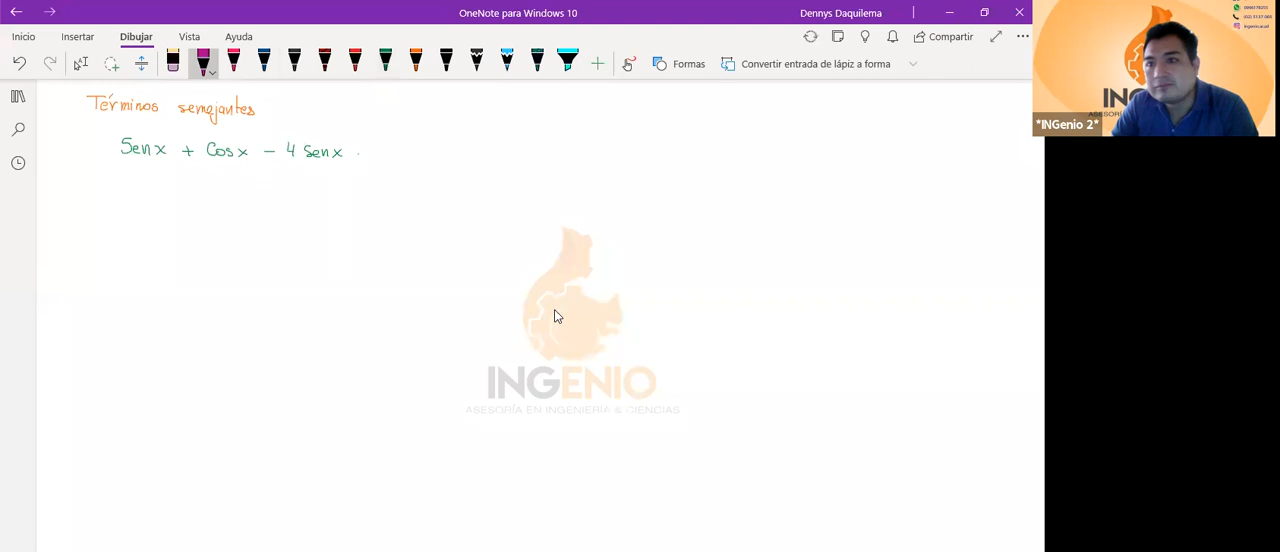 OneNote para Windows 10
Dennys Daquilema
Inicio Insertar Dibujar Vista Ayuda
Compartir
Formas
Convertir entrada de lápiz a forma
Términos semejantes
Senx + Cosx - 4 Senx
INGENIO
ASESORÍA EN INGENIERÍA & CIENCIAS
*INGenio 2*